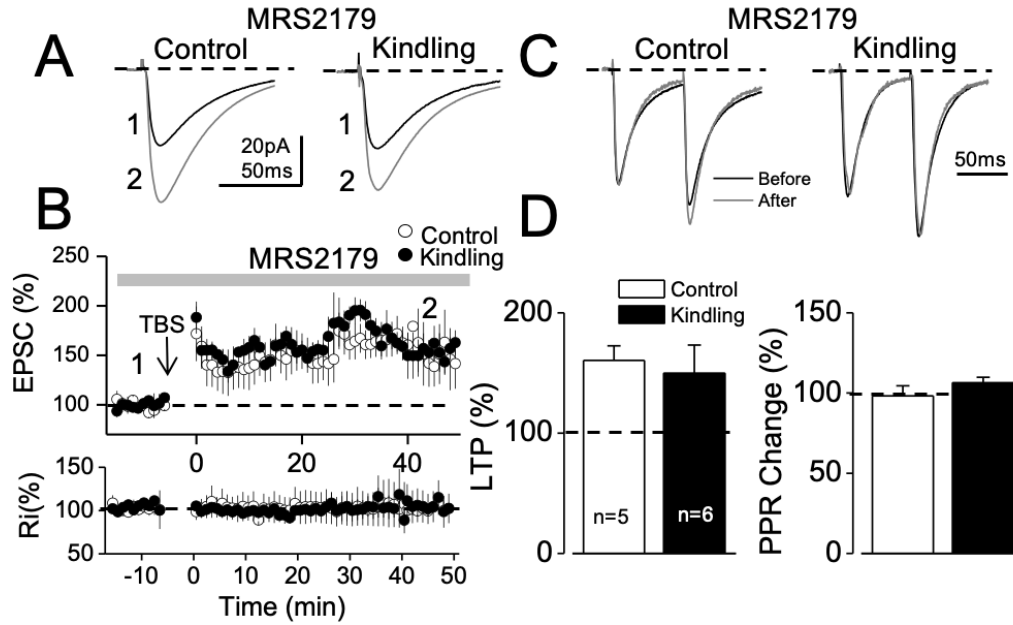 MRS2179
A
Control
Kindling
1
2
20pA
50ms
1
2
MRS2179
C
Control
Kindling
Before
After
50ms
B
Control
Kindling
MRS2179
EPSC (%)
250
200
150
100
TBS
1
2
0
20
40
Ri(%)
150
100
50
-10
0
10
20
30
40
50
Time (min)
D
Control
Kindling
LTP (%)
200
100
0
n=5
n=6
PPR Change (%)
150
100
50
0